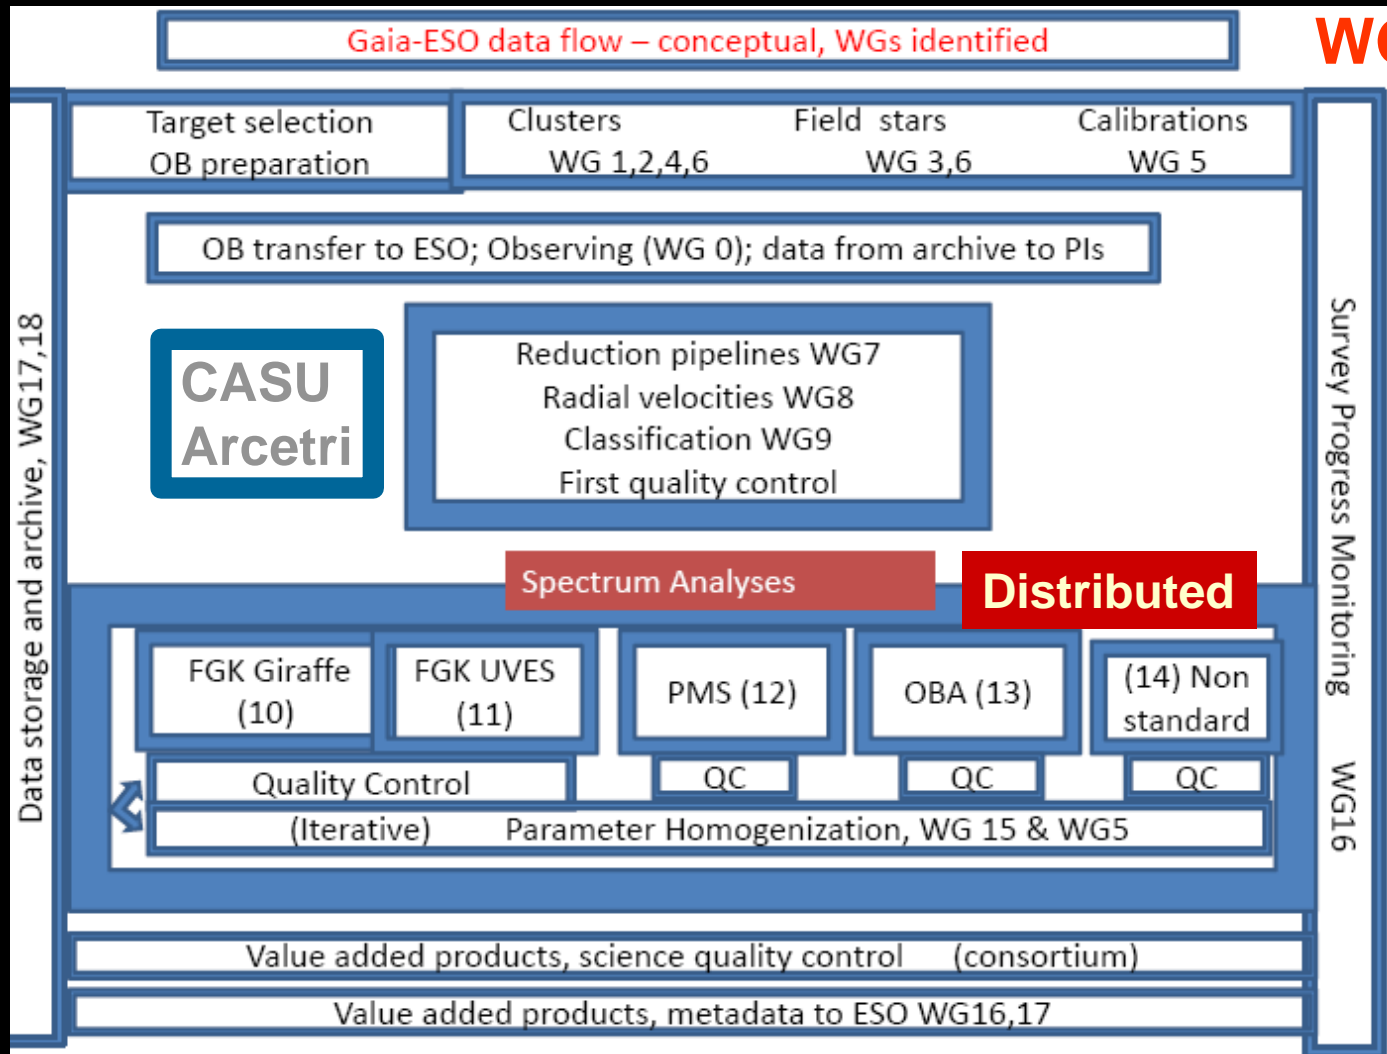 Gaia-ESO data flow – conceptual, WGs identified
Target selection
OB preparation
Clusters Field stars Calibrations
WG 1,2,4,6 WG 3,6 WG 5
OB transfer to ESO; Observing (WG 0); data from archive to PIs
Data storage and archive, WG17,18
CASU
Arcetri
Reduction pipelines WG7
Radial velocities WG8
Classification WG9
First quality control
Survey Progress Monitoring WG16
Spectrum Analyses
Distributed
FGK Giraffe
(10)
FGK UVES
(11)
PMS (12)
OBA (13)
(14) Non
standard
Quality Control
QC
QC
QC
(Iterative) Parameter Homogenization, WG 15 & WG5
Value added products, science quality control (consortium)
Value added products, metadata to ESO WG16,17